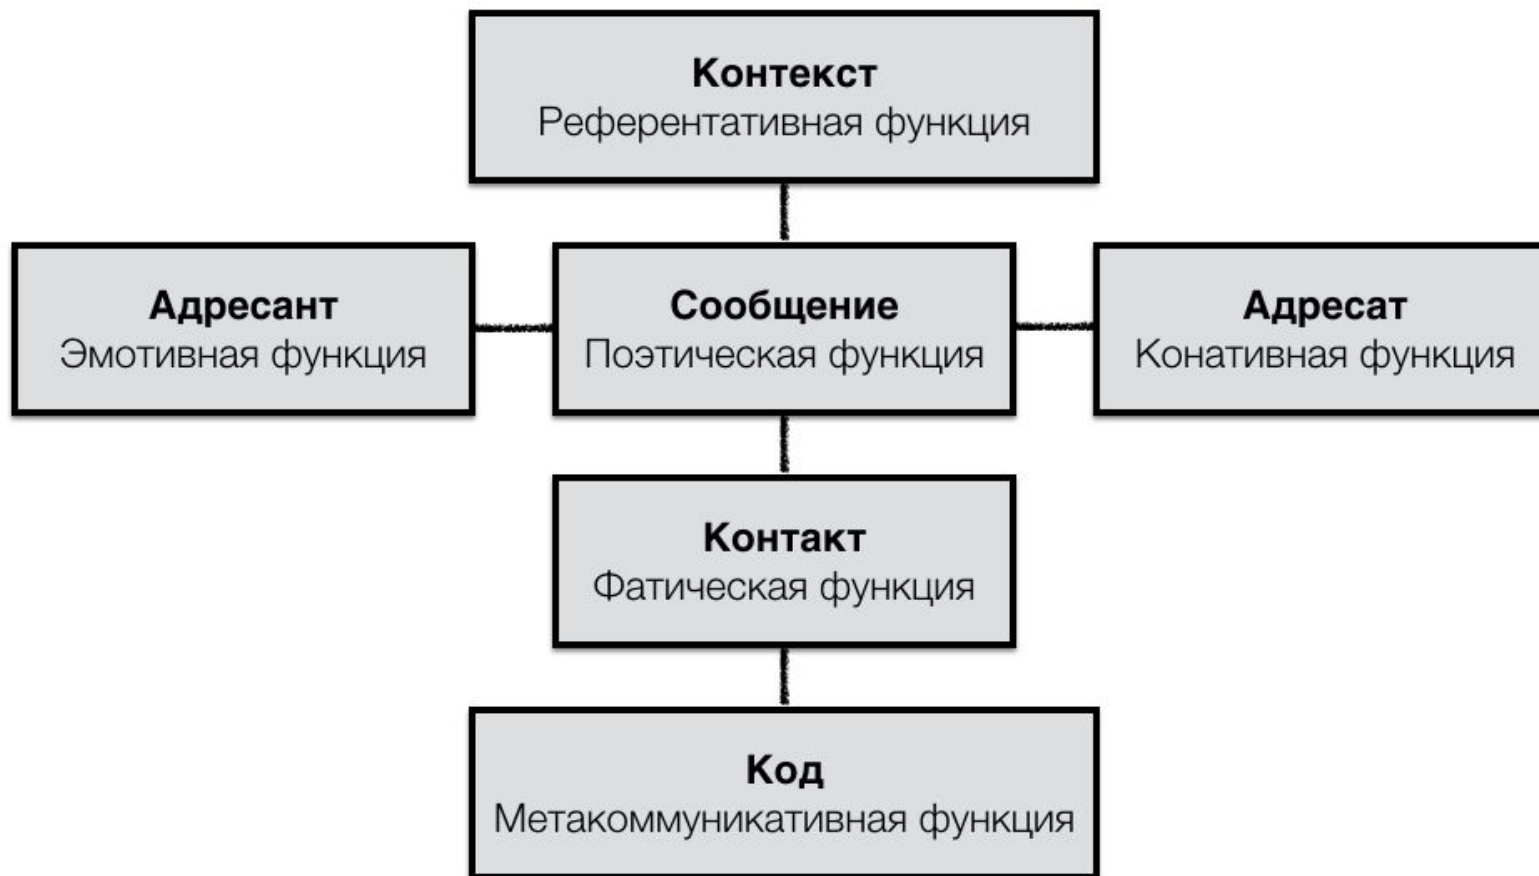 Контекст
Референтативная функция
Адресант
Эмотивная функция
Сообщение
Поэтическая функция
Адресат
Конативная функция
Контакт
Фатическая функция
Код
Метакоммуникативная функция